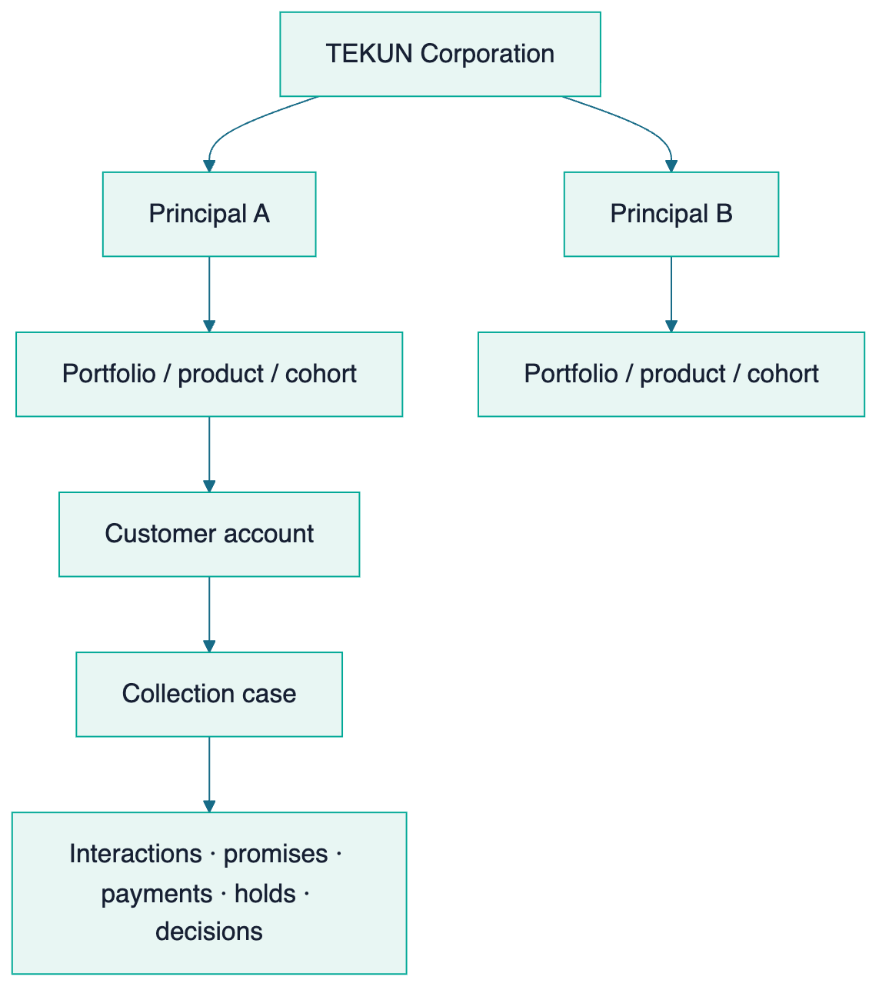 TEKUN Corporation
Principal A
Principal B
Portfolio / product / cohort
Portfolio / product / cohort
Customer account
Collection case
Interactions · promises ·
payments · holds ·
decisions